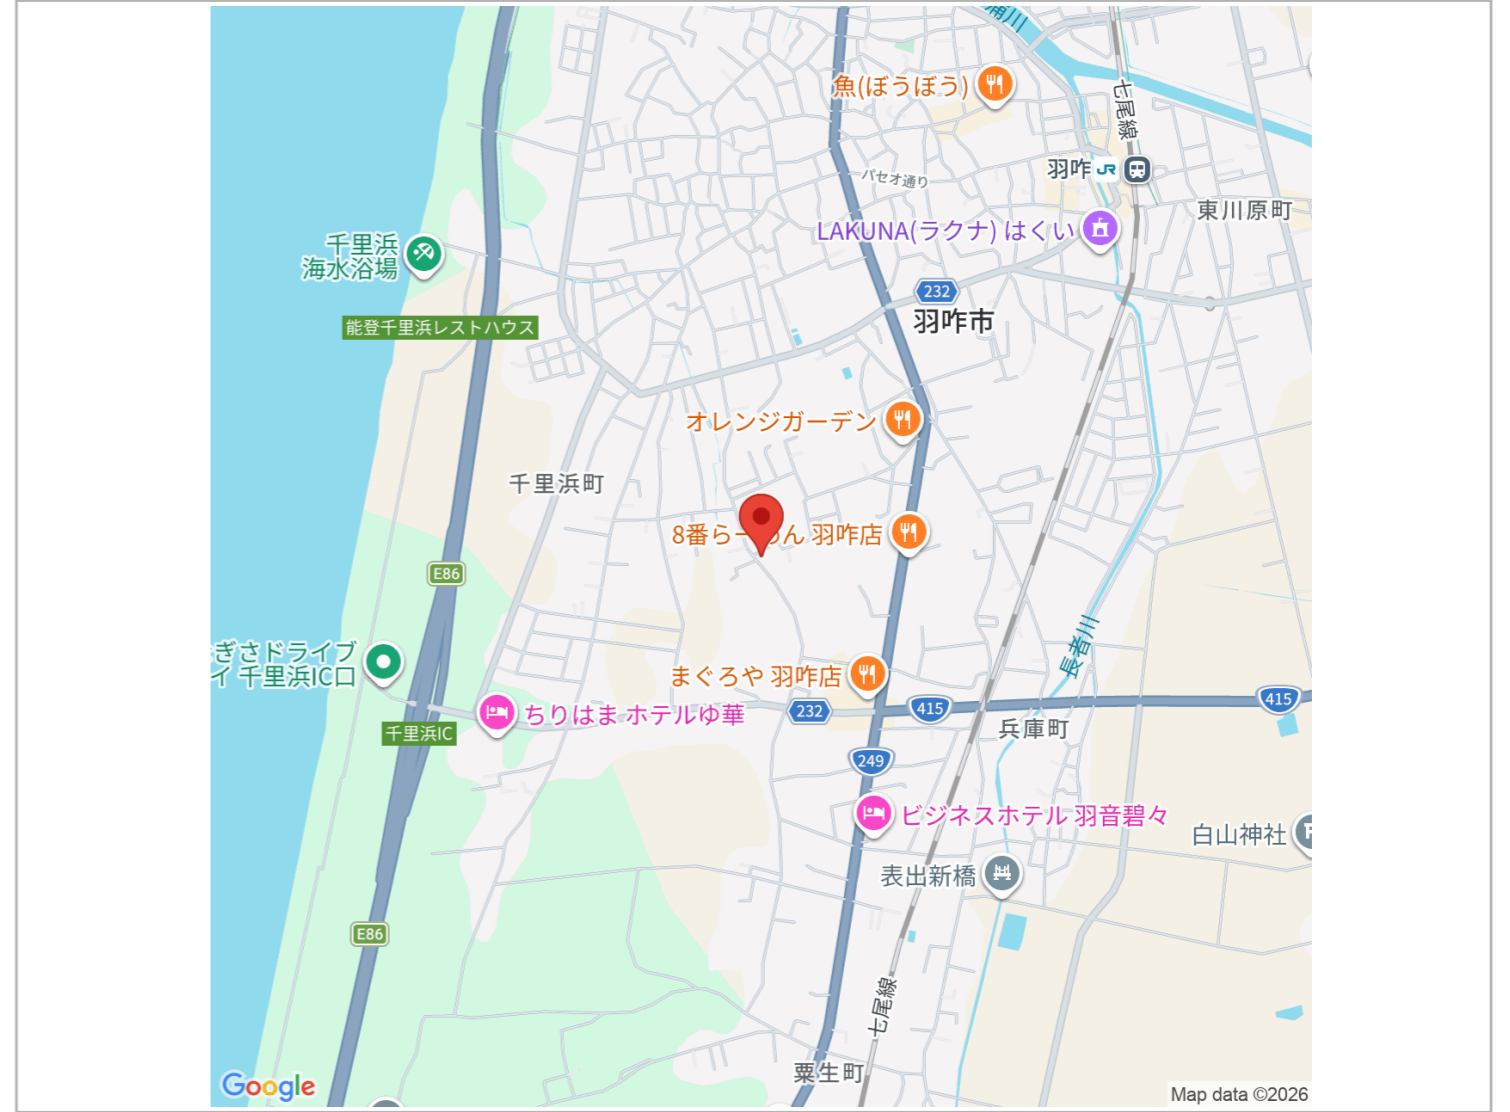 浦川
魚(ぼうぼう)
七尾線
羽咋
JR
パセオ通り
東川原町
LAKUNA(ラクナ) はくい
千里浜
海水浴場
232
羽咋市
能登千里浜レストハウス
オレンジガーデン
千里浜町
8番ら
ん 羽咋店
E86
ぎさドライブ
イ 千里浜IC口
長者川
まぐろや 羽咋店
ちりはま ホテルゆ華
232
415
415
千里浜IC
兵庫町
249
ビジネスホテル 羽音碧々
白山神社
表出新橋
E86
七尾線
粟生町
Google
Map data ©2026